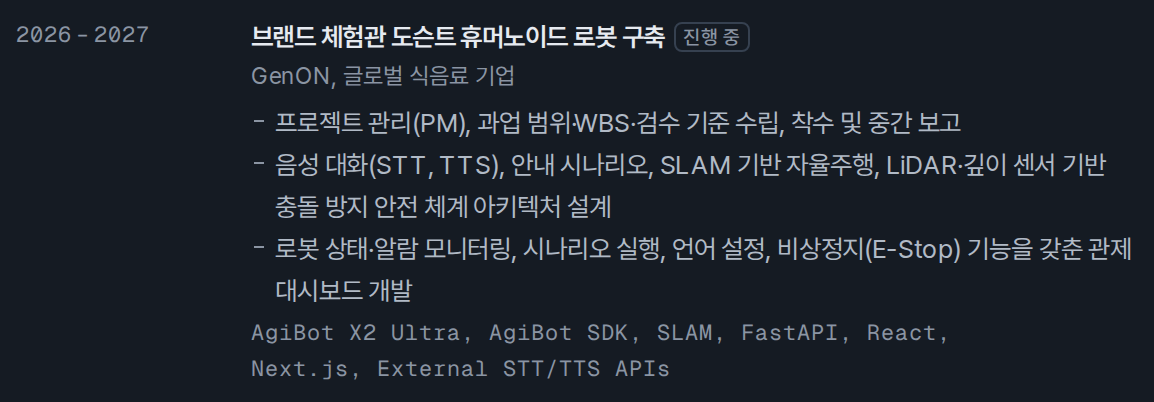 2026 – 2027
브랜드 체험관 도슨트 휴머노이드 로봇 구축 진행 중
GenON, 글로벌 식음료 기업
– 프로젝트 관리(PM), 과업 범위·WBS·검수 기준 수립, 착수 및 중간 보고
– 음성 대화(STT, TTS), 안내 시나리오, SLAM 기반 자율주행, LiDAR·깊이 센서 기반
충돌 방지 안전 체계 아키텍처 설계
– 로봇 상태·알람 모니터링, 시나리오 실행, 언어 설정, 비상정지(E-Stop) 기능을 갖춘 관제
대시보드 개발
AgiBot X2 Ultra, AgiBot SDK, SLAM, FastAPI, React,
Next.js, External STT/TTS APIs